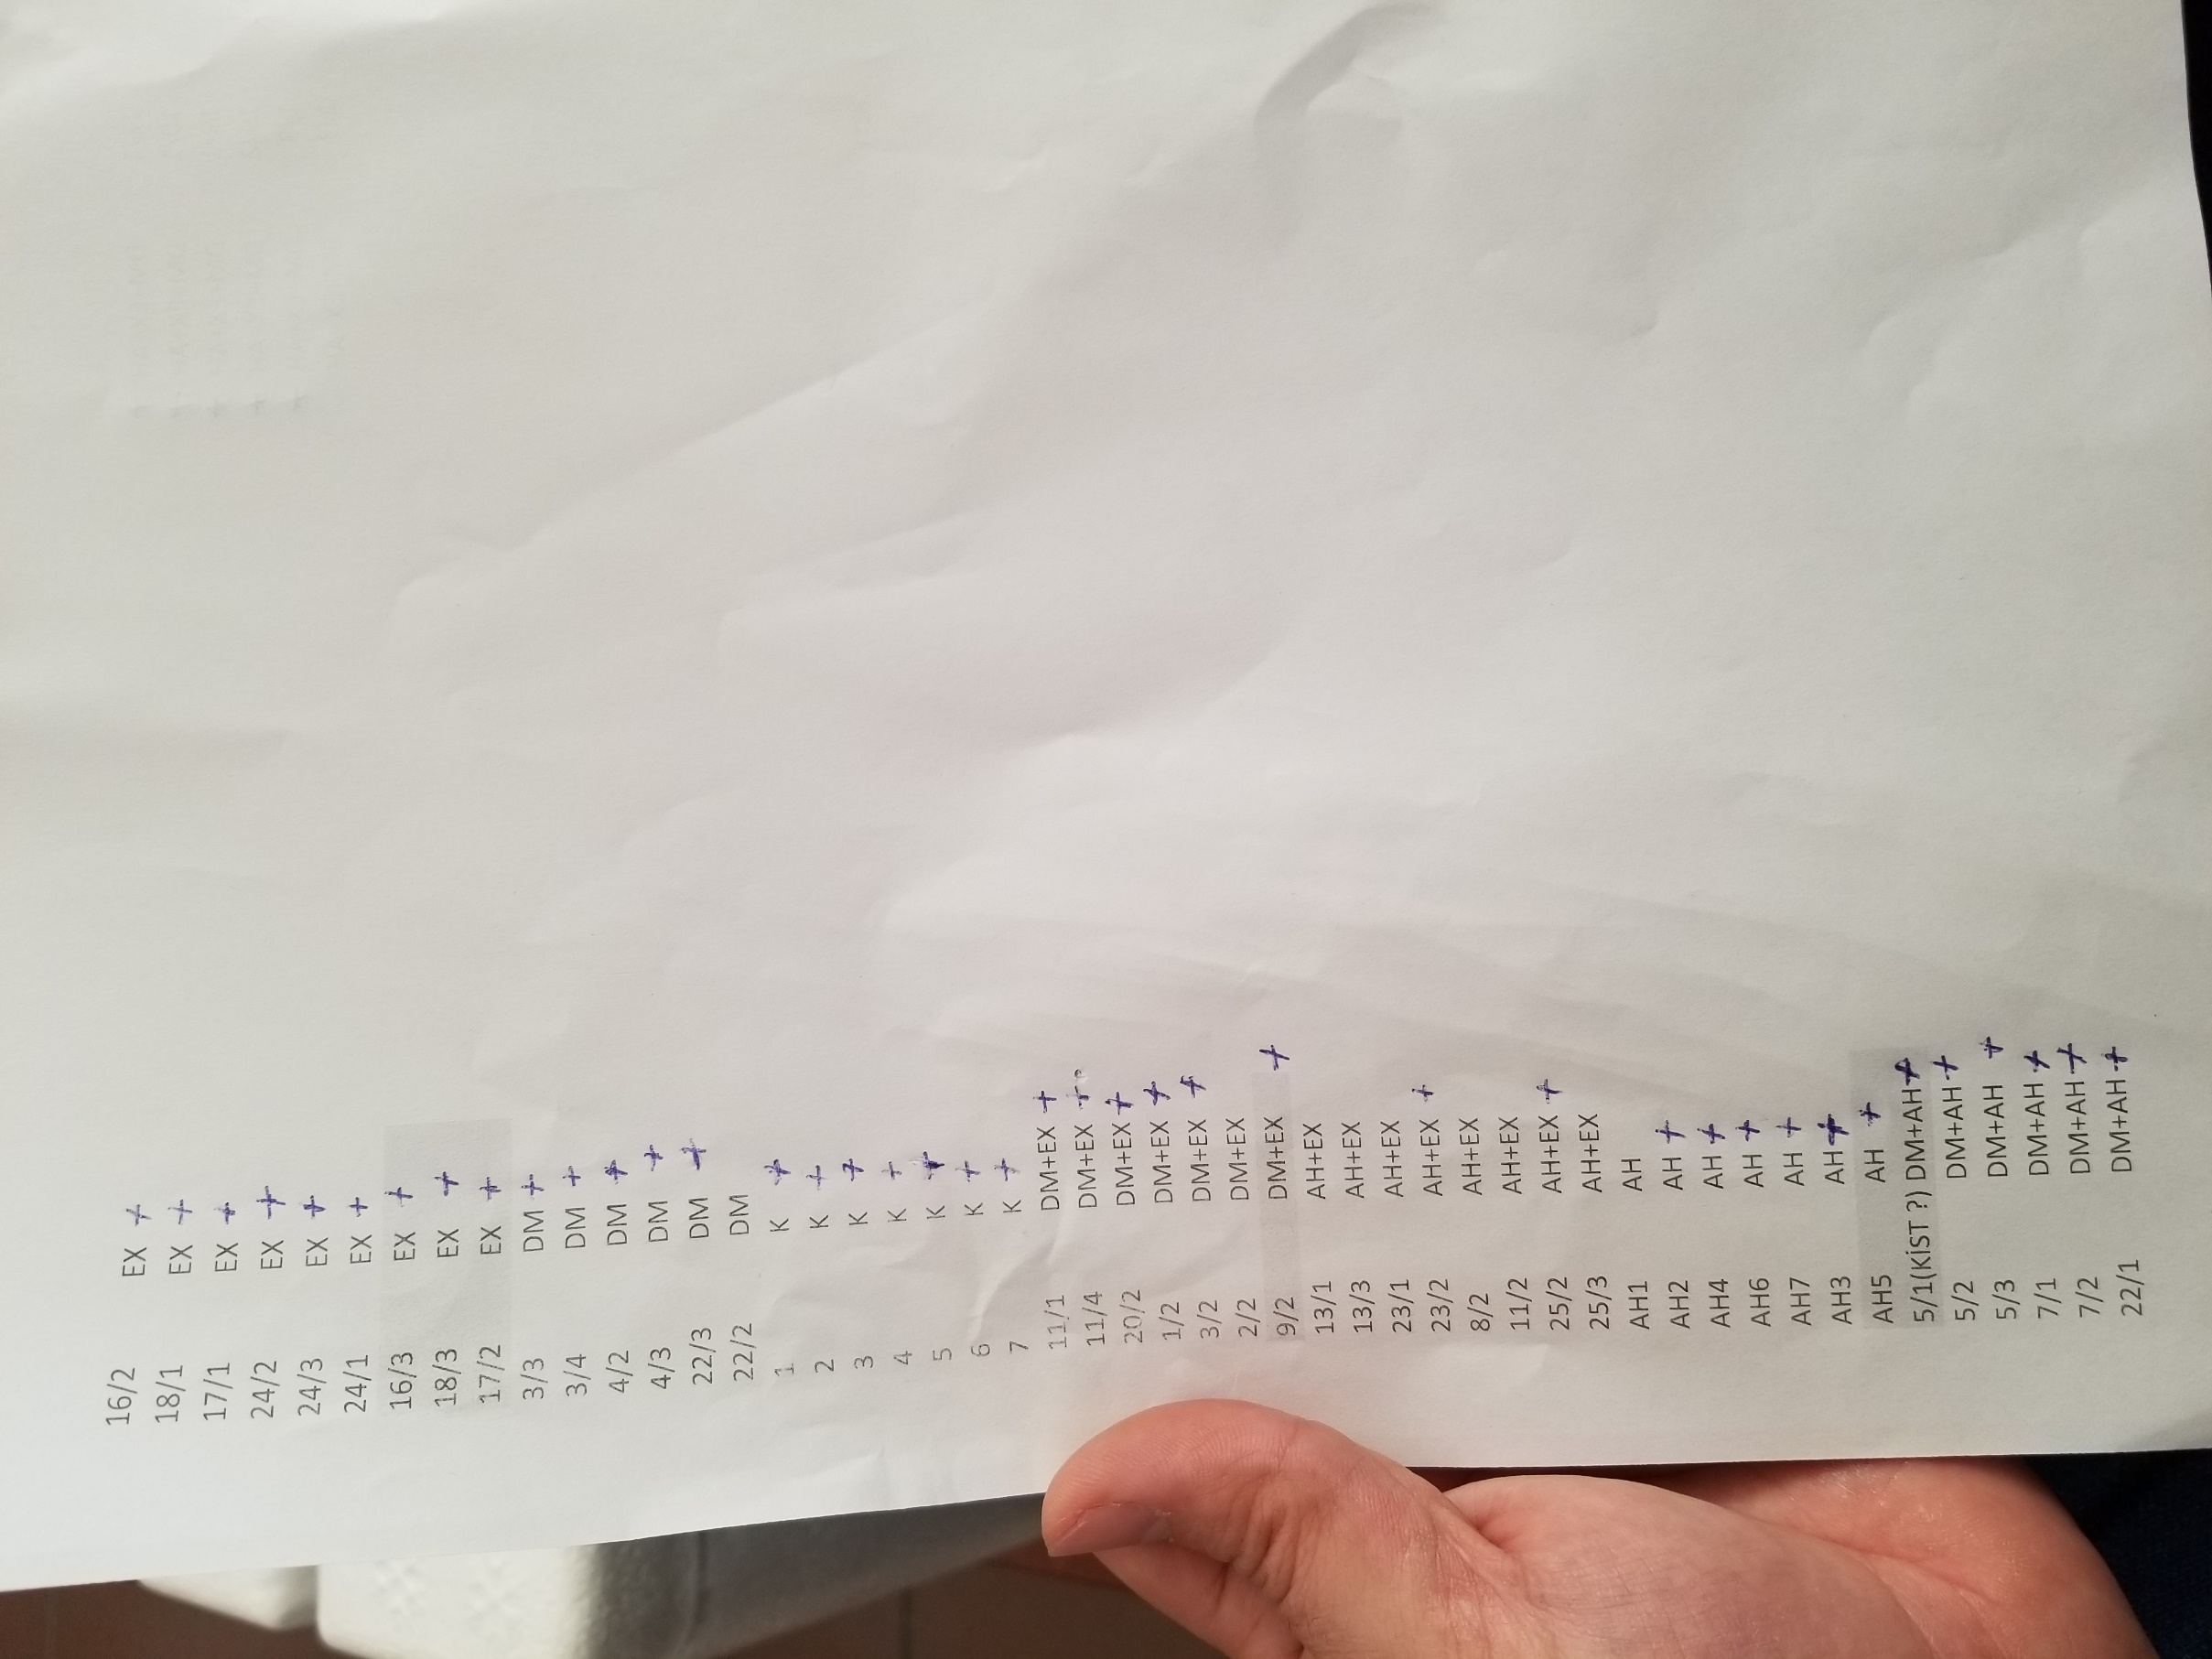 16/2 EX +
18/1 EX +
17/1 EX +
24/2 EX +
24/3 EX +
24/1 EX +
16/3 EX +
18/3 EX +
17/2 EX +
3/3 DM +
3/4 DM +
4/2 DM +
4/3 DM +
22/3 DM +
22/2 DM
1 K +
2 K +
3 K +
4 K +
5 K +
6 K +
7 K +
11/1 DM+EX +
11/4 DM+EX +
20/2 DM+EX +
1/2 DM+EX +
3/2 DM+EX +
2/2 DM+EX
9/2 DM+EX +
13/1 AH+EX
13/3 AH+EX
23/1 AH+EX
23/2 AH+EX +
8/2 AH+EX
11/2 AH+EX
25/2 AH+EX +
25/3 AH+EX
AH1 AH
AH2 AH +
AH4 AH +
AH6 AH +
AH7 AH +
AH3 AH +
AH5 AH +
5/1(KİST ?) DM+AH +
5/2 DM+AH +
5/3 DM+AH +
7/1 DM+AH +
7/2 DM+AH +
22/1 DM+AH +